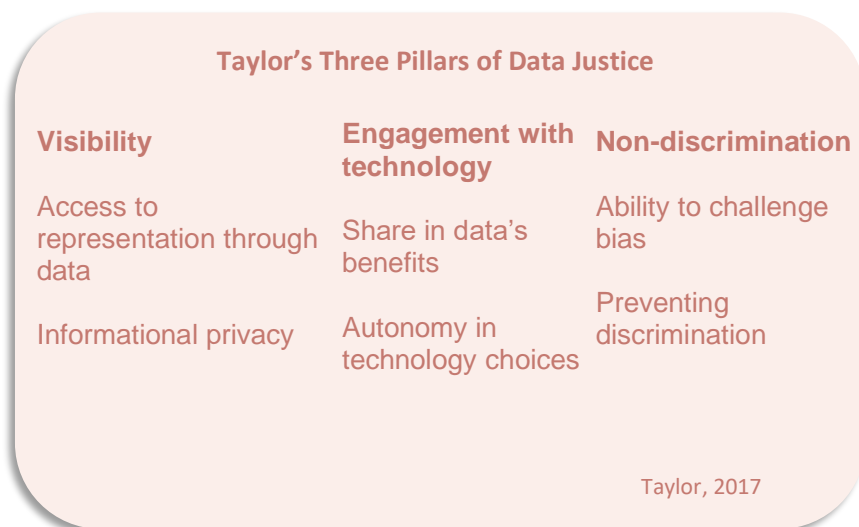 Taylor’s Three Pillars of Data Justice
Visibility
Access to
representation through
data
Informational privacy
Engagement with
technology
Share in data’s
benefits
Autonomy in
technology choices
Non-discrimination
Ability to challenge
bias
Preventing
discrimination
Taylor, 2017